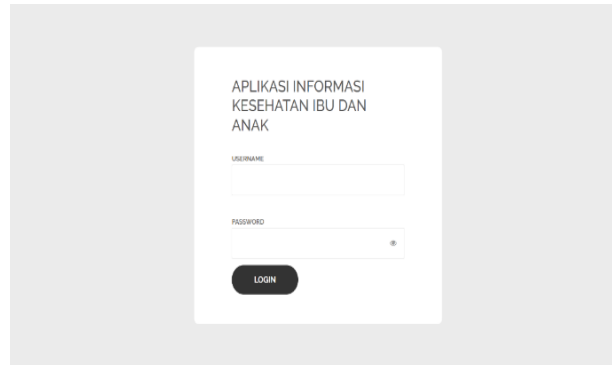 APLIKASI INFORMASI
KESEHATAN IBU DAN
ANAK
USERNAME
PASSWORD
LOGIN